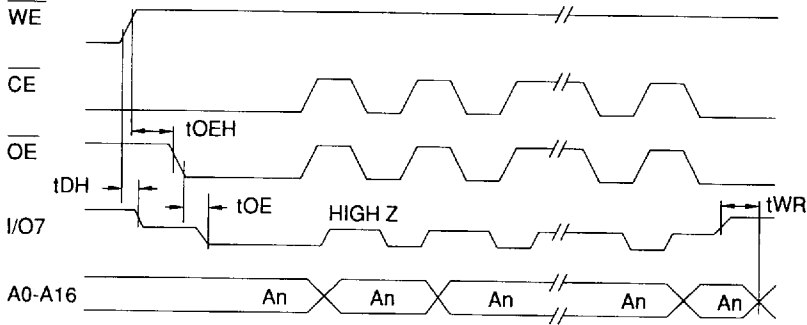 WE
CE
tOEH
OE
tDH
tOE
HIGH Z
tWR
I/O7
A0-A16 An An An An An